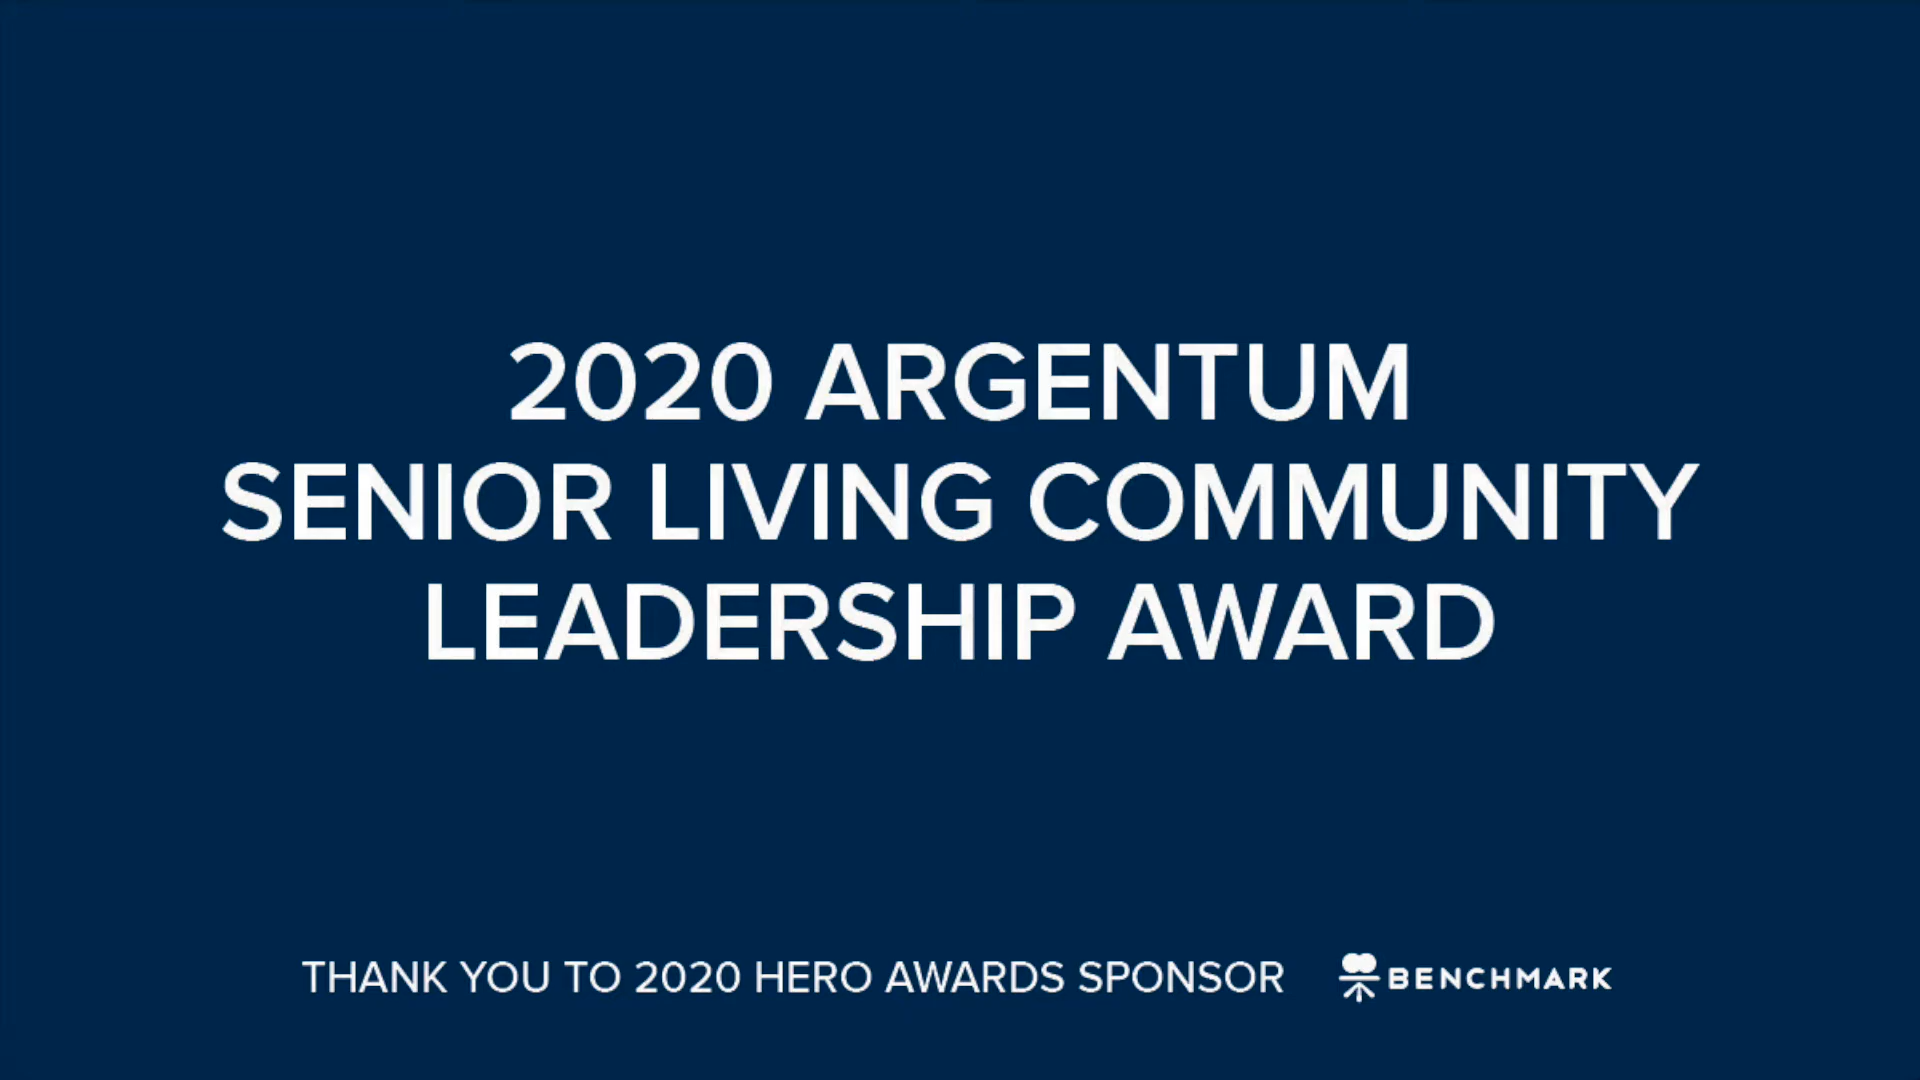 2020 ARGENTUM
SENIOR LIVING COMMUNITY
LEADERSHIP AWARD
THANK YOU TO 2020 HERO AWARDS SPONSOR BENCHMARK